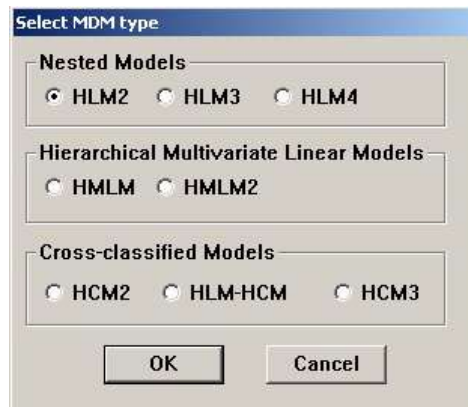 Select MDM type
Nested Models
HLM2 HLM3 HLM4
Hierarchical Multivariate Linear Models
HMLM HMLM2
Cross-classified Models
HCM2 HLM-HCM HCM3
OK Cancel